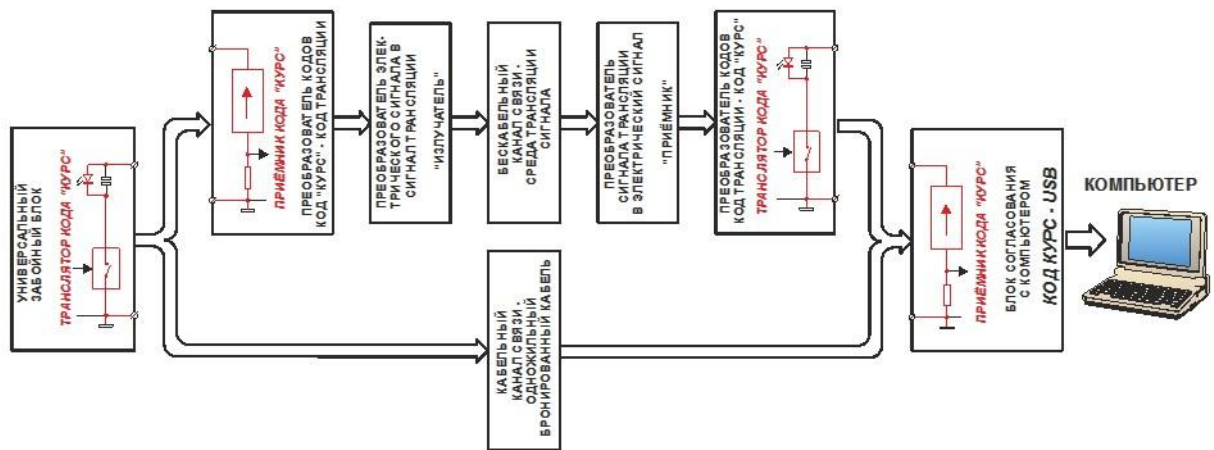 УНИВЕРСАЛЬНЫЙ
ЗАБОЙНЫЙ БЛОК
ТРАНСЛЯТОР КОДА "КУРС"
ПРИЁМНИК КОДА "КУРС"
ПРЕОБРАЗОВАТЕЛЬ КОДОВ
КОД "КУРС" - КОД ТРАНСЛЯЦИИ
ПРЕОБРАЗОВАТЕЛЬ ЭЛЕК-
ТРИЧЕСКОГО СИГНАЛА В
СИГНАЛ ТРАНСЛЯЦИИ
"ИЗЛУЧАТЕЛЬ"
БЕСКАБЕЛЬНЫЙ
КАНАЛ СВЯЗИ -
СРЕДА ТРАНСЛЯЦИИ
СИГНАЛА
ПРЕОБРАЗОВАТЕЛЬ
СИГНАЛА ТРАНСЛЯЦИИ
В ЭЛЕКТРИЧЕСКИЙ СИГНАЛ
"ПРИЁМНИК"
ПРЕОБРАЗОВАТЕЛЬ КОДОВ
КОД ТРАНСЛЯЦИИ - КОД "КУРС"
ТРАНСЛЯТОР КОДА "КУРС"
КАБЕЛЬНЫЙ
КАНАЛ СВЯЗИ -
ОДНОЖИЛЬНЫЙ
БРОНИРОВАННЫЙ КАБЕЛЬ
ПРИЁМНИК КОДА "КУРС"
БЛОК СОГЛАСОВАНИЯ
С КОМПЬЮТЕРОМ
КОД КУРС - USB
КОМПЬЮТЕР